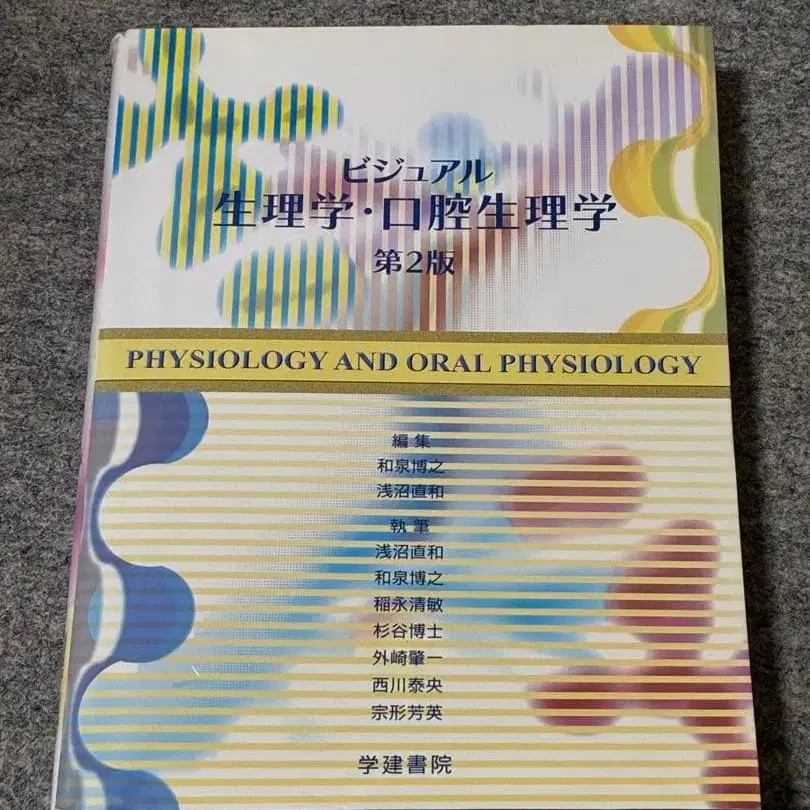 ビジュアル
生理学・口腔生理学
第2版
PHYSIOLOGY AND ORAL PHYSIOLOGY
編集
和泉博之
浅沼直和
執筆
浅沼直和
和泉博之
稲永清敏
杉谷博士
外崎肇一
西川泰央
宗形芳英
学建書院